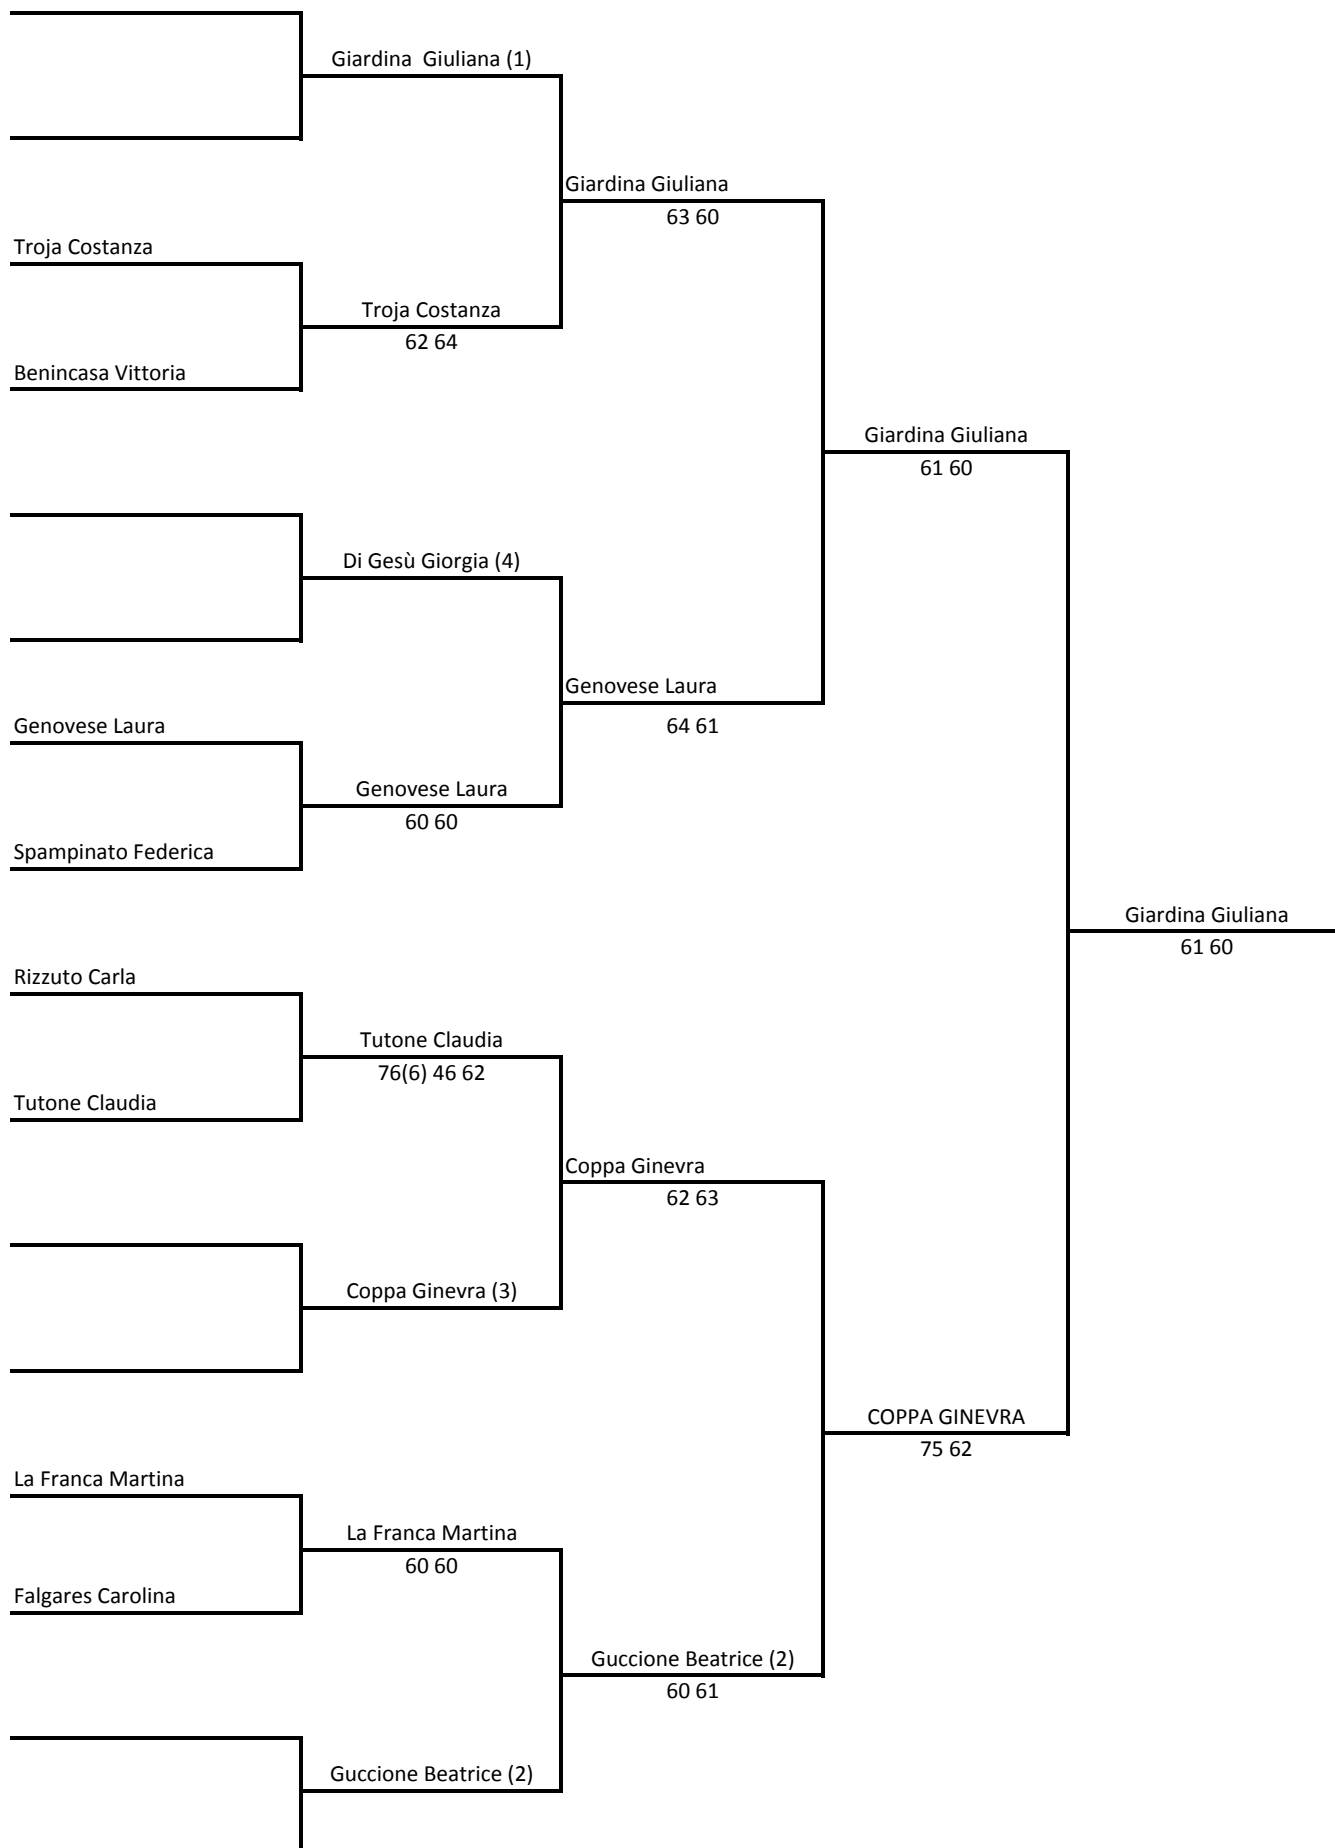 Giardina  Giuliana (1)
Giardina Giuliana
63 60
Troja Costanza
Troja Costanza
62 64
Benincasa Vittoria
Giardina Giuliana
61 60
Di Gesù Giorgia (4)
Genovese Laura
64 61
Genovese Laura
Genovese Laura
60 60
Spampinato Federica
Giardina Giuliana
61 60
Rizzuto Carla
Tutone Claudia
76(6) 46 62
Tutone Claudia
Coppa Ginevra
62 63
Coppa Ginevra (3)
COPPA GINEVRA
75 62
La Franca Martina
La Franca Martina
60 60
Falgares Carolina
Guccione Beatrice (2)
60 61
Guccione Beatrice (2)